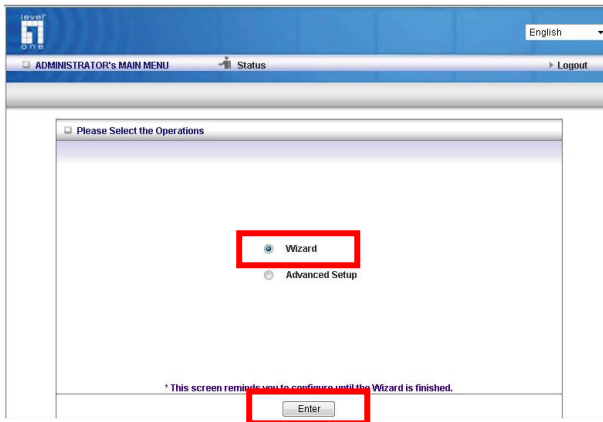 level
one
English
ADMINISTRATOR's MAIN MENU
Status
Logout
Please Select the Operations
Wizard
Advanced Setup
* This screen reminds you to configure until the Wizard is finished.
Enter